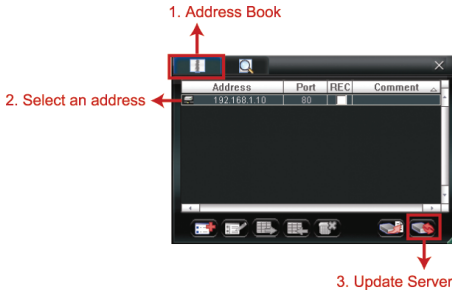 1. Address Book
2. Select an address
Address Port REC Comment
192.168.1.10 80
3. Update Server